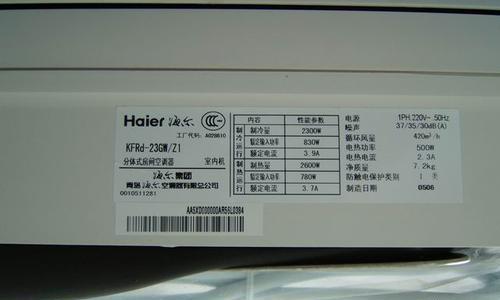 Haier 海尔
工厂代码: A028610
KFRd-23GW/Z1
分体式房间空调器 室内机
海尔集团
青岛海尔空调器有限总公司
0010511281
AA5XD000000AR55L0384
内容 性能参数
制冷 制冷量 2300W
额定输入功率 830W
额定电流 3.9A
制热 制热量 2600W
额定输入功率 780W
额定电流 3.7A
电源 1PH.220V~.50Hz
噪声 37/35/30dB(A)
循环风量 420m³/h
电热功率 500W
电热电流 2.3A
净质量 7.2kg
防触电保护类别 I 类
制造日期 0506